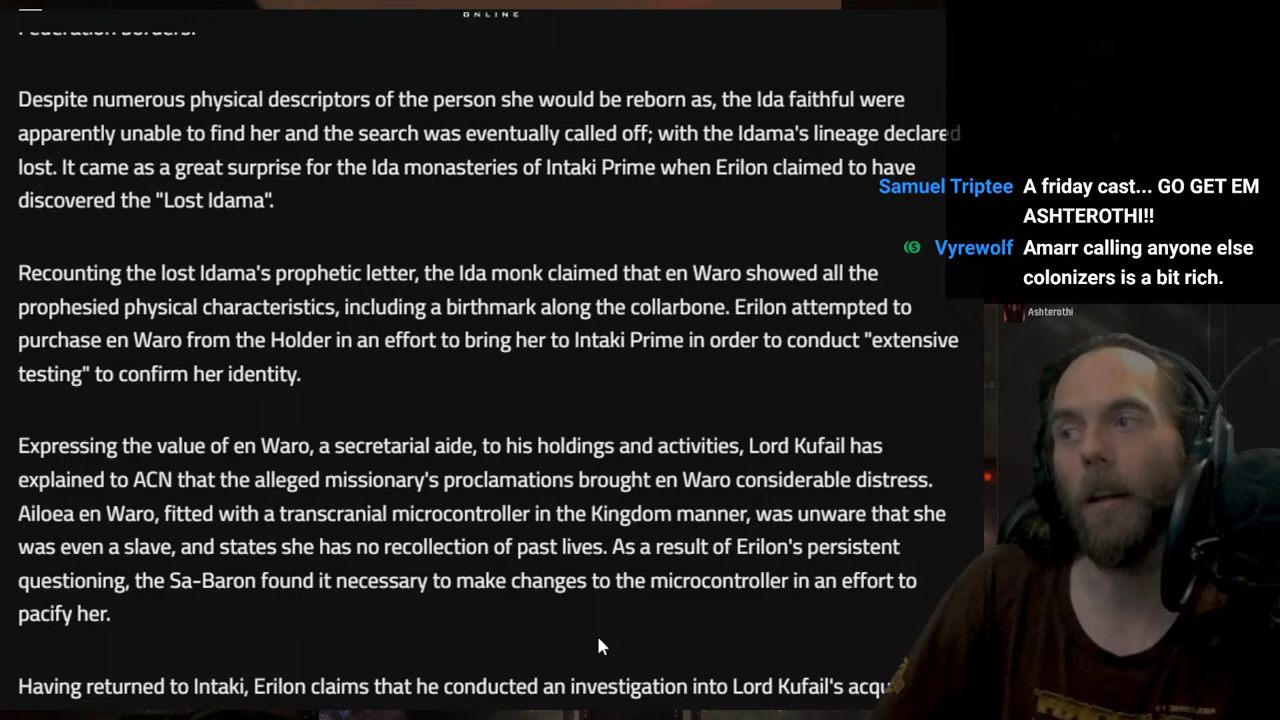 ONLINE
Federation borders.
Despite numerous physical descriptors of the person she would be reborn as, the Ida faithful were
apparently unable to find her and the search was eventually called off; with the Idama's lineage declared
lost. It came as a great surprise for the Ida monasteries of Intaki Prime when Erilon claimed to have
discovered the "Lost Idama".
Recounting the lost Idama's prophetic letter, the Ida monk claimed that en Waro showed all the
prophesied physical characteristics, including a birthmark along the collarbone. Erilon attempted to
purchase en Waro from the Holder in an effort to bring her to Intaki Prime in order to conduct "extensive
testing" to confirm her identity.
Expressing the value of en Waro, a secretarial aide, to his holdings and activities, Lord Kufail has
explained to ACN that the alleged missionary's proclamations brought en Waro considerable distress.
Ailoea en Waro, fitted with a transcranial microcontroller in the Kingdom manner, was unware that she
was even a slave, and states she has no recollection of past lives. As a result of Erilon's persistent
questioning, the Sa-Baron found it necessary to make changes to the microcontroller in an effort to
pacify her.
Having returned to Intaki, Erilon claims that he conducted an investigation into Lord Kufail's
Samuel Triptee A friday cast... GO GET EM
ASHTEROTHI!!
Vyrewolf Amarr calling anyone else
colonizers is a bit rich.
Ashterothi